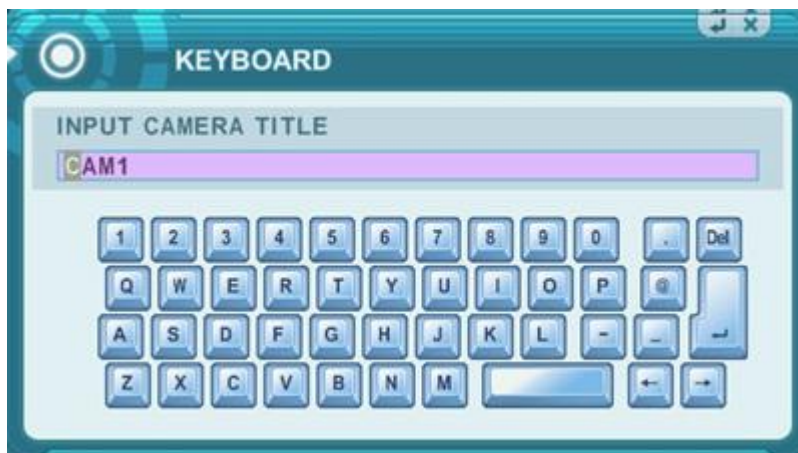 KEYBOARD
INPUT CAMERA TITLE
CAM1
1 2 3 4 5 6 7 8 9 0 . Del
Q W E R T Y U I O P @
A S D F G H J K L - _ ↵
Z X C V B N M ← →